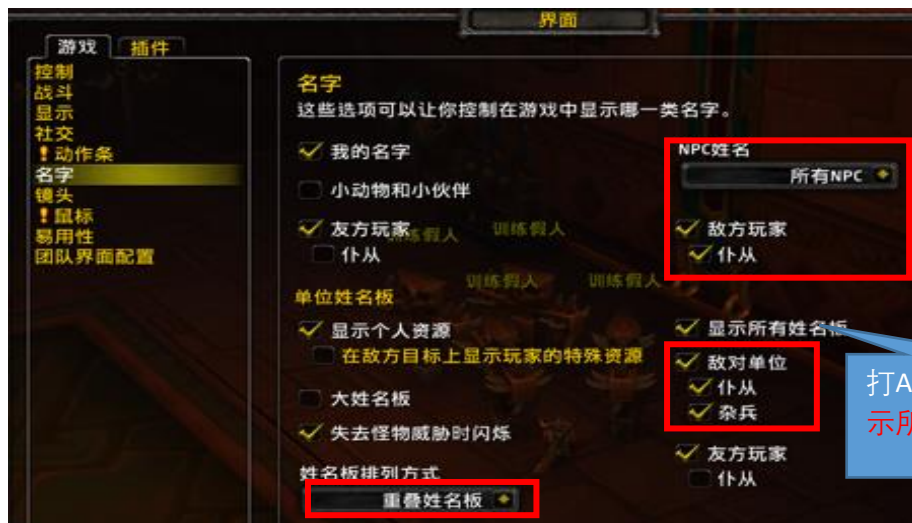 界面
游戏 插件
控制
战斗
显示
社交
!动作条
名字
镜头
!鼠标
易用性
团队界面配置
名字
这些选项可以让你控制在游戏中显示哪一类名字。
我的名字
小动物和小伙伴
友方玩家
仆从
NPC姓名
所有NPC
敌方玩家
仆从
训练假人
训练假人
训练假人
训练假人
单位姓名板
显示个人资源
在敌方目标上显示玩家的特殊资源
大姓名板
失去怪物威胁时闪烁
姓名板排列方式
重叠姓名板
显示所有姓名板
敌对单位
仆从
杂兵
友方玩家
仆从
打A
示所